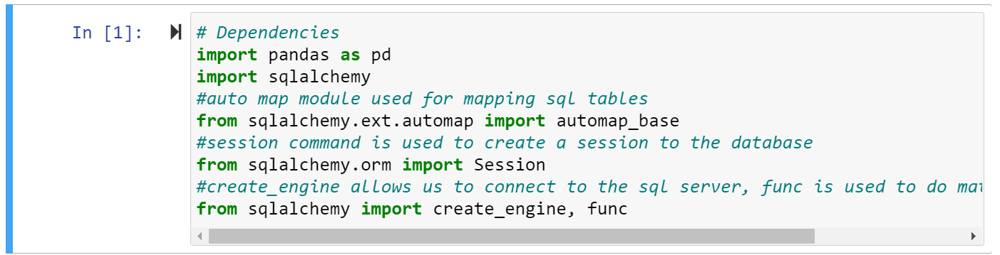 In [1]:
# Dependencies
import pandas as pd
import sqlalchemy
#auto map module used for mapping sql tables
from sqlalchemy.ext.automap import automap_base
#session command is used to create a session to the database
from sqlalchemy.orm import Session
#create_engine allows us to connect to the sql server, func is used to do
from sqlalchemy import create_engine, func